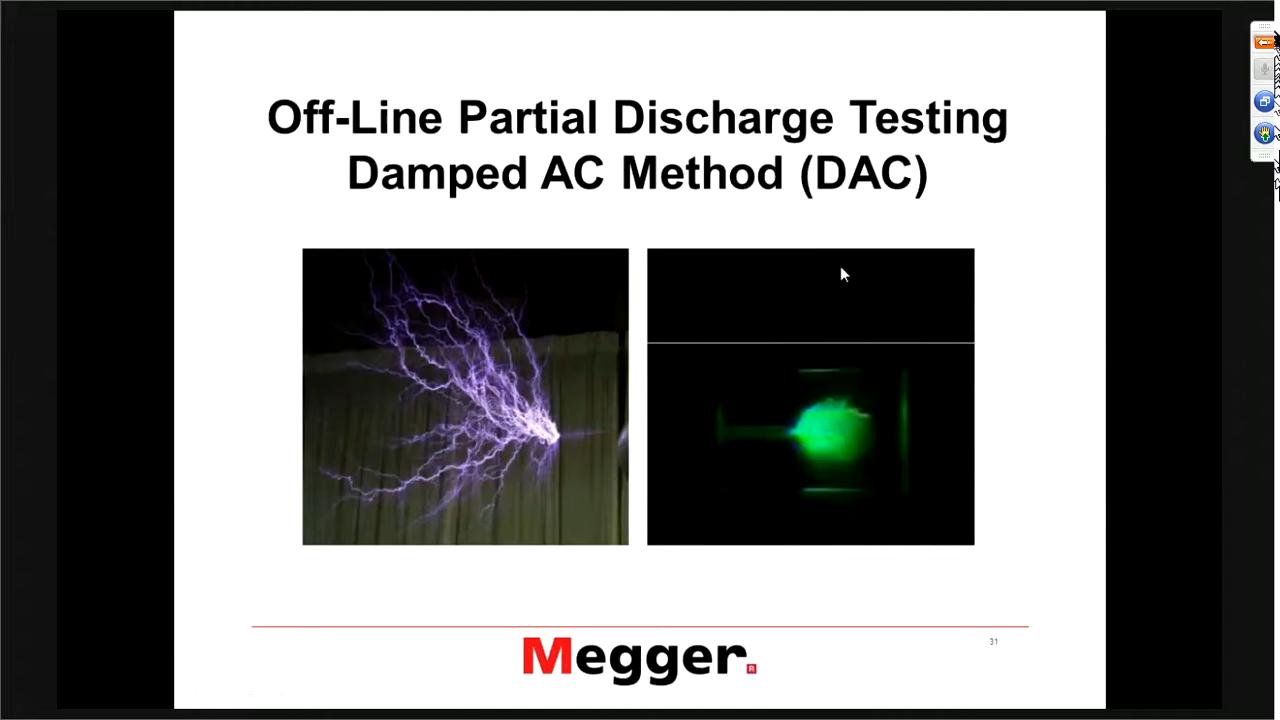 Off-Line Partial Discharge Testing
Damped AC Method (DAC)
31
Megger.